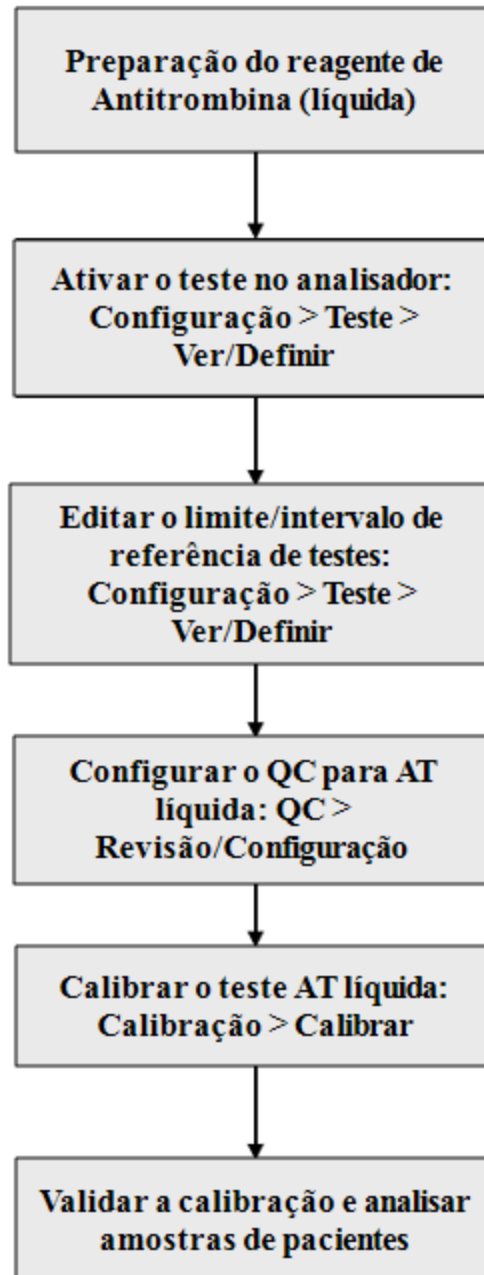 Preparação do reagente de
Antitrombina (líquida)
Ativar o teste no analisador:
Configuração > Teste >
Ver/Definir
Editar o limite/intervalo de
referência de testes:
Configuração > Teste >
Ver/Definir
Configurar o QC para AT
líquida: QC >
Revisão/Configuração
Calibrar o teste AT líquida:
Calibração > Calibrar
Validar a calibração e analisar
amostras de pacientes